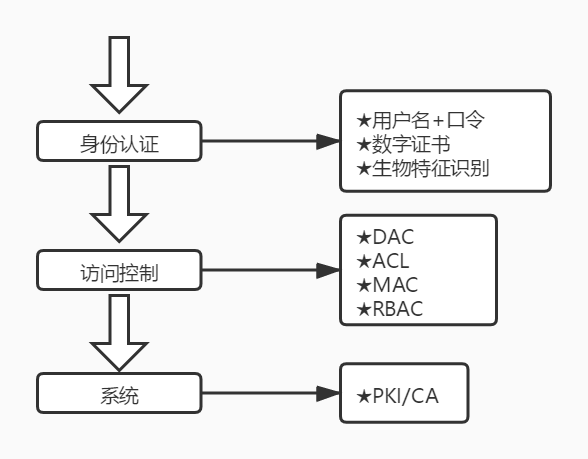 身份认证
★用户名+口令
★数字证书
★生物特征识别
访问控制
★DAC
★ACL
★MAC
★RBAC
系统
★PKI/CA